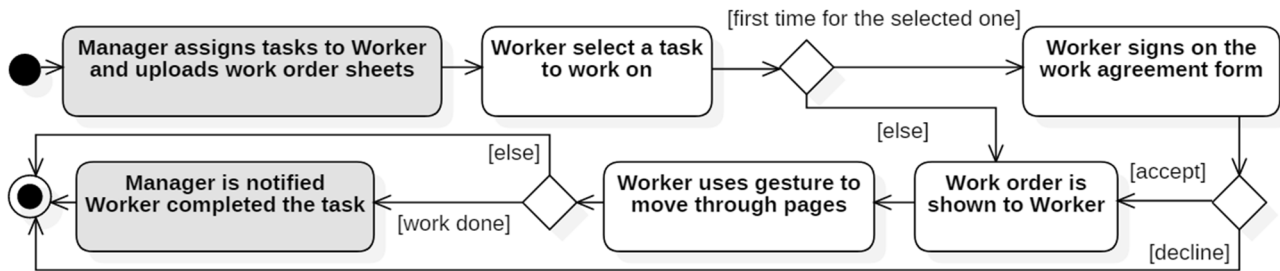 [first time for the selected one]
Manager assigns tasks to Worker
and uploads work order sheets
Worker select a task
to work on
Worker signs on the
work agreement form
[else]
[else]
[accept]
Manager is notified
Worker completed the task
[work done]
Worker uses gesture to
move through pages
Work order is
shown to Worker
[decline]